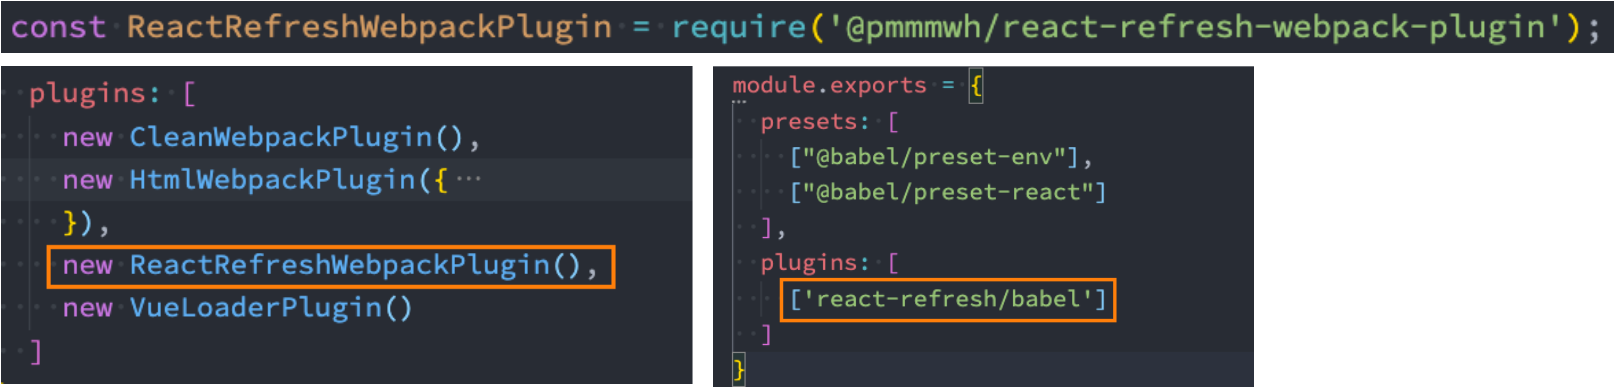 const ReactRefreshWebpackPlugin = require('@pmmmwh/react-refresh-webpack-plugin');
plugins: [
new CleanWebpackPlugin(),
new HtmlWebpackPlugin({ ···
}),
new ReactRefreshWebpackPlugin(),
new VueLoaderPlugin()
]
module.exports = {
presets: [
["@babel/preset-env"],
["@babel/preset-react"]
],
plugins: [
['react-refresh/babel']
]
}